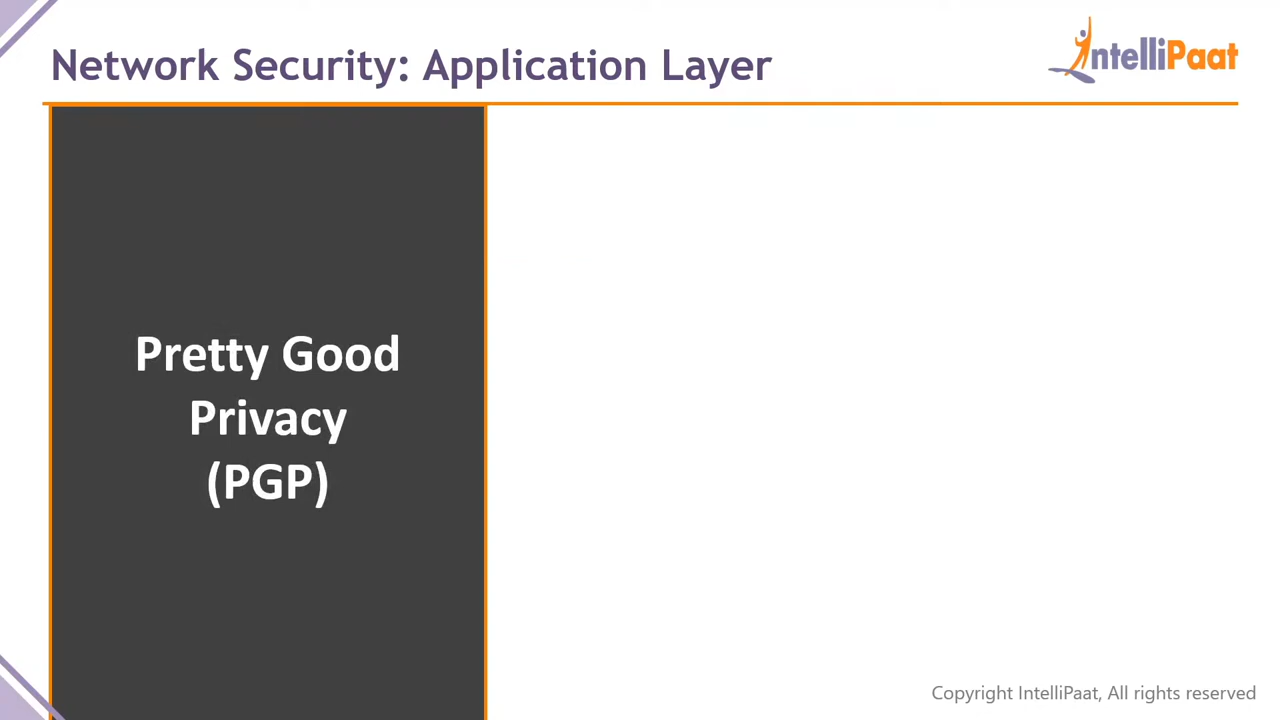 Network Security: Application Layer
IntelliPaat
Pretty Good
Privacy
(PGP)
Copyright IntelliPaat, All rights reserved